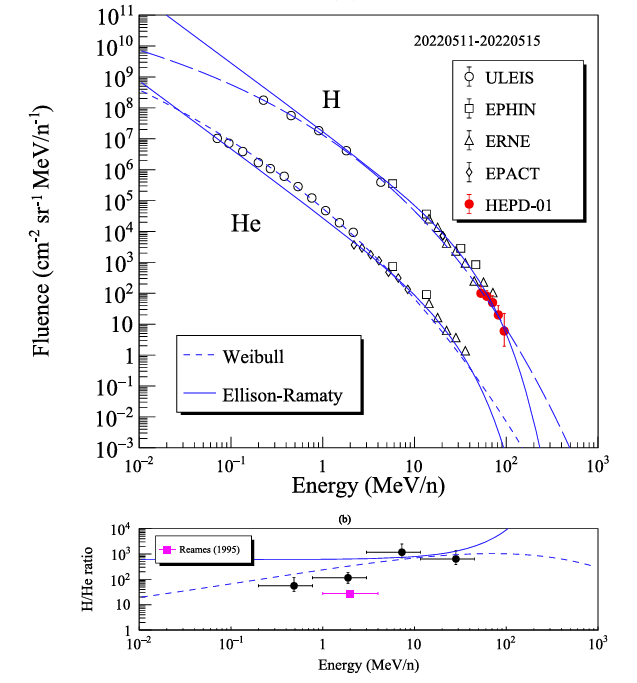 20220511-20220515
10¹¹
10¹⁰
10⁹
10⁸
10⁷
10⁶
10⁵
10⁴
10³
10²
10
1
10⁻¹
10⁻²
10⁻³
Fluence (cm⁻² sr⁻¹ MeV/n⁻¹)
H
He
ULEIS
EPHIN
ERNE
EPACT
HEPD-01
Weibull
Ellison-Ramaty
10⁻² 10⁻¹ 1 10 10² 10³
Energy (MeV/n)
(b)
10⁴
10³
10²
10
1
H/He ratio
Reames (1995)
10⁻² 10⁻¹ 1 10 10² 10³
Energy (MeV/n)